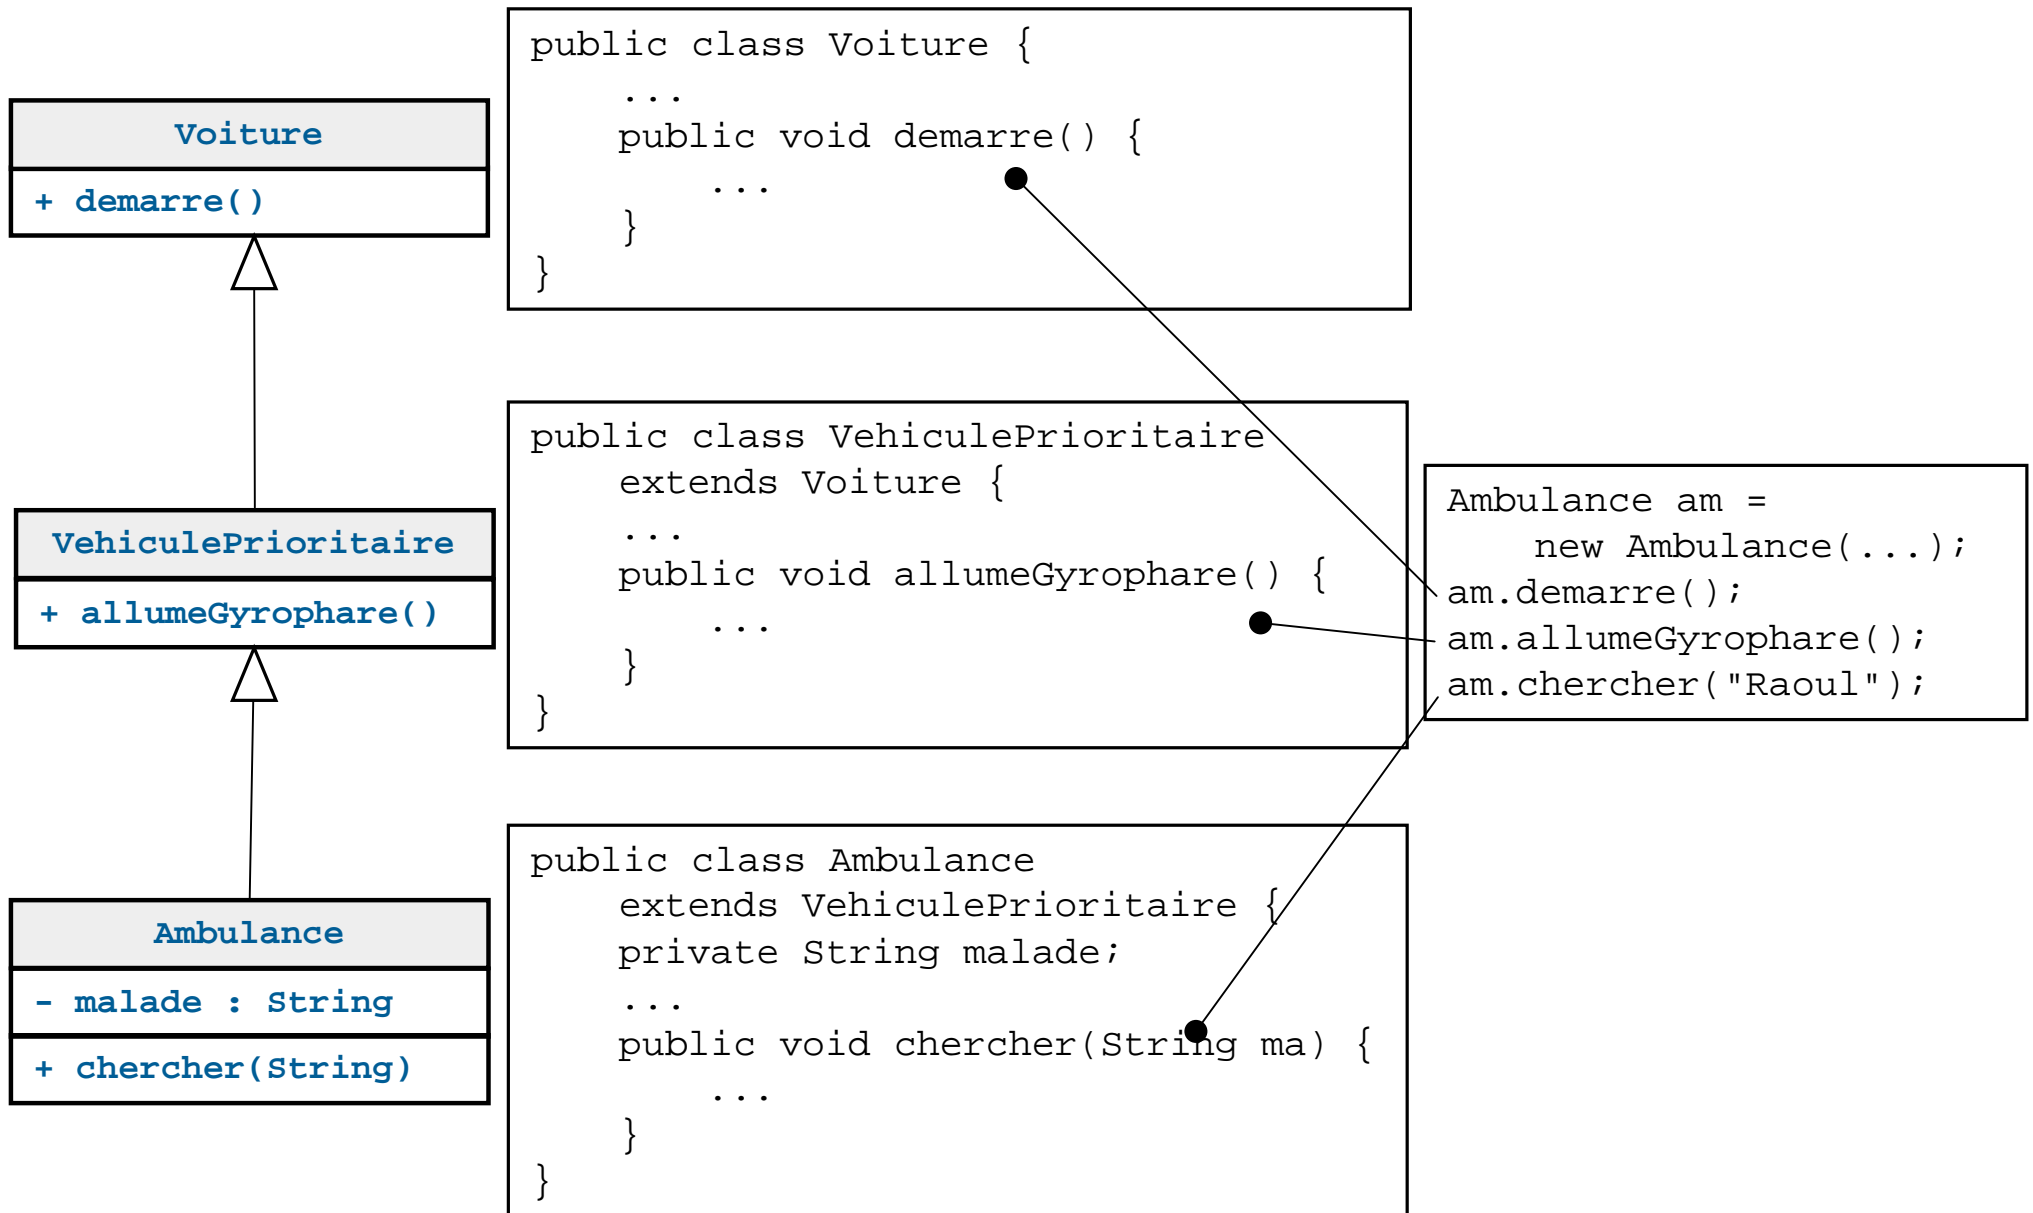 Voiture
+ demarre()
public class Voiture {
...
public void demarre() {
...
}
}
VehiculePrioritaire
+ allumeGyrophare()
public class VehiculePrioritaire
extends Voiture {
...
public void allumeGyrophare() {
...
}
}
Ambulance am =
new Ambulance(...);
am.demarre();
am.allumeGyrophare();
am.chercher("Raoul");
Ambulance
- malade : String
+ chercher(String)
public class Ambulance
extends VehiculePrioritaire {
private String malade;
...
public void chercher(String ma) {
...
}
}